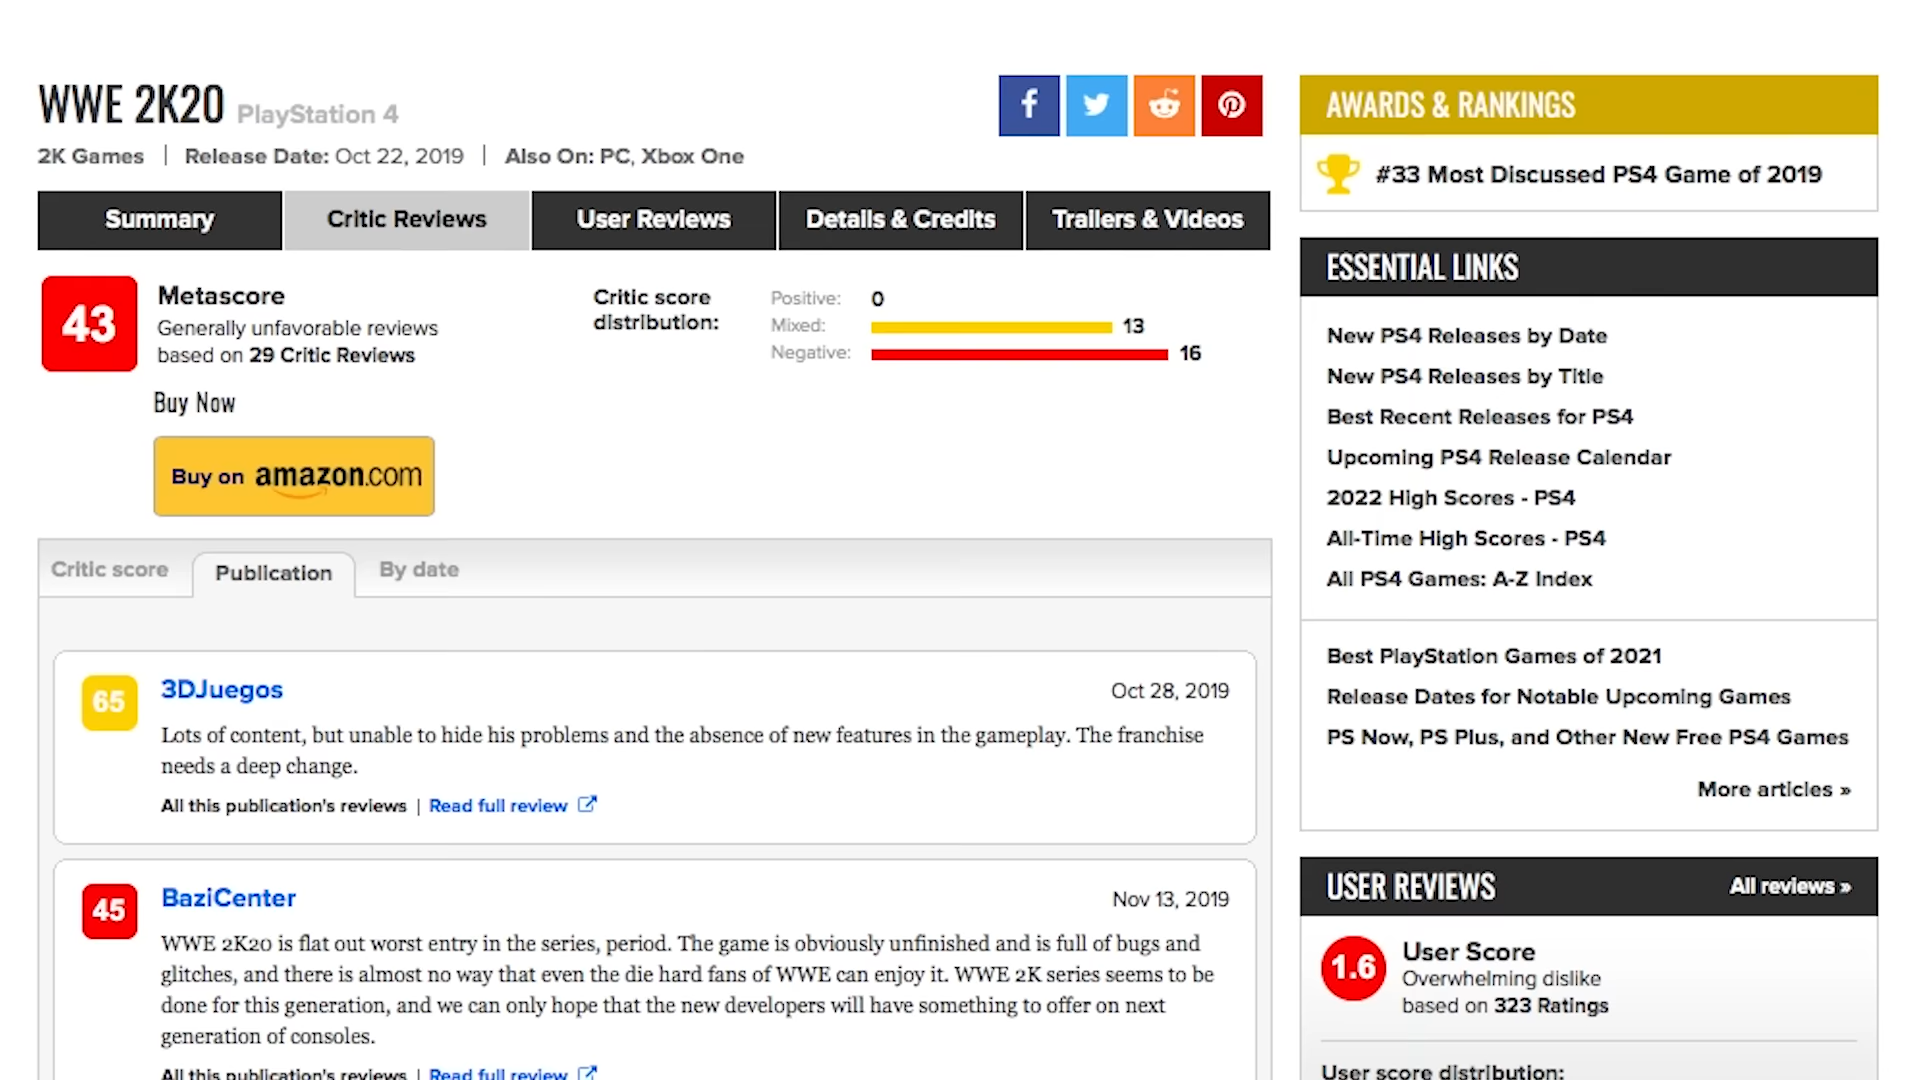 WWE 2K20 PlayStation 4
2K Games | Release Date: Oct 22, 2019 | Also On: PC, Xbox One
Summary
Critic Reviews
User Reviews
Details & Credits
Trailers & Videos
43
Metascore
Generally unfavorable reviews
based on 29 Critic Reviews
Critic score
distribution:
Positive: 0
Mixed: 13
Negative: 16
Buy Now
Buy on amazon.com
Critic score
Publication
By date
65
3DJuegos
Oct 28, 2019
Lots of content, but unable to hide his problems and the absence of new features in the gameplay. The franchise
needs a deep change.
All this publication's reviews | Read full review
45
BaziCenter
Nov 13, 2019
WWE 2K20 is flat out worst entry in the series, period. The game is obviously unfinished and is full of bugs and
glitches, and there is almost no way that even the die hard fans of WWE can enjoy it. WWE 2K series seems to be
done for this generation, and we can only hope that the new developers will have something to offer on next
generation of consoles.
All this publication's reviews | Read full review
AWARDS & RANKINGS
#33 Most Discussed PS4 Game of 2019
ESSENTIAL LINKS
New PS4 Releases by Date
New PS4 Releases by Title
Best Recent Releases for PS4
Upcoming PS4 Release Calendar
2022 High Scores - PS4
All-Time High Scores - PS4
All PS4 Games: A-Z Index
Best PlayStation Games of 2021
Release Dates for Notable Upcoming Games
PS Now, PS Plus, and Other New Free PS4 Games
More articles »
USER REVIEWS
All reviews »
1.6
User Score
Overwhelming dislike
based on 323 Ratings
User score distribution: